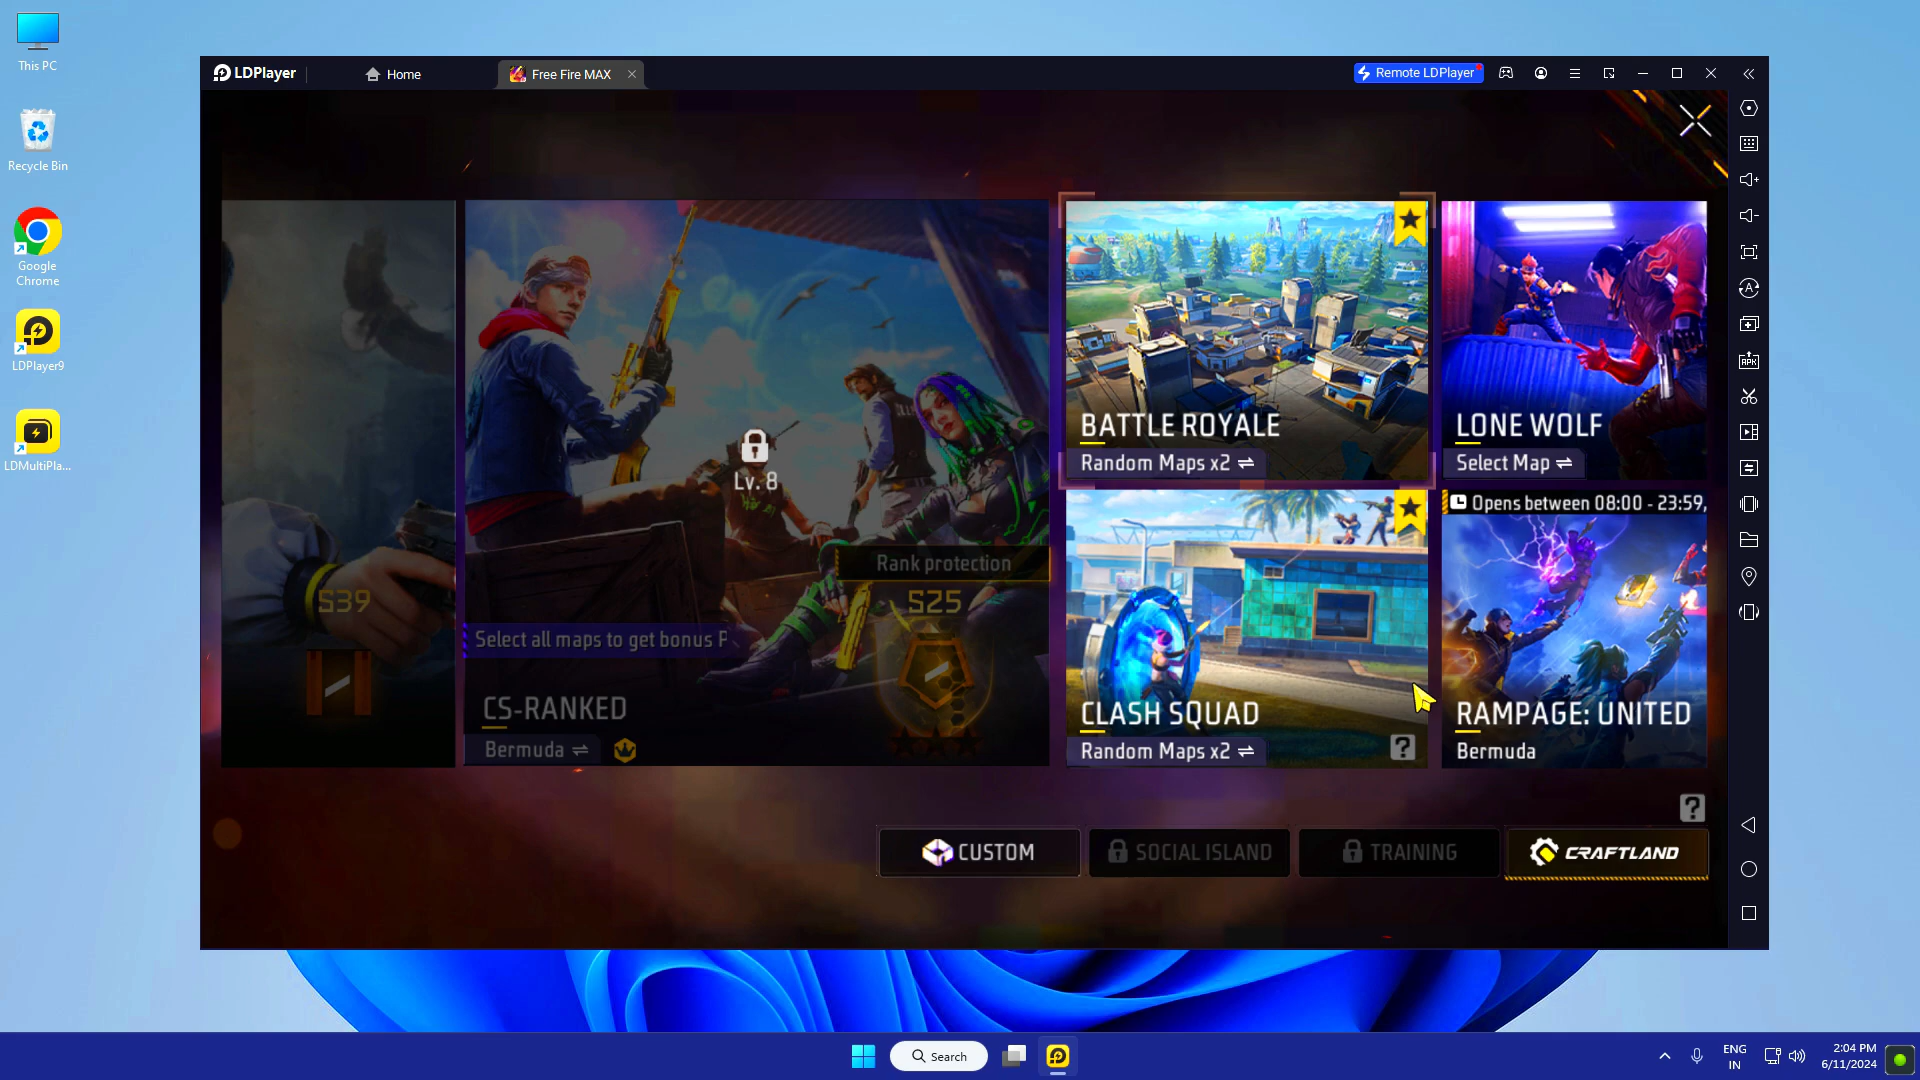 This PC
Recycle Bin
Google
Chrome
LDPlayer9
LDMultiPla...
LDPlayer
Home
Free Fire MAX
Remote LDPlayer
APK
S39
Lv. 8
Rank protection
S25
Select all maps to get bonus
CS-RANKED
Bermuda
BATTLE ROYALE
Random Maps x2
LONE WOLF
Select Map
CLASH SQUAD
Random Maps x2
?
Opens between 08:00 - 23:59,
RAMPAGE: UNITED
Bermuda
?
CUSTOM
SOCIAL ISLAND
TRAINING
CRAFTLAND
Search
ENG
IN
2:04 PM
6/11/2024